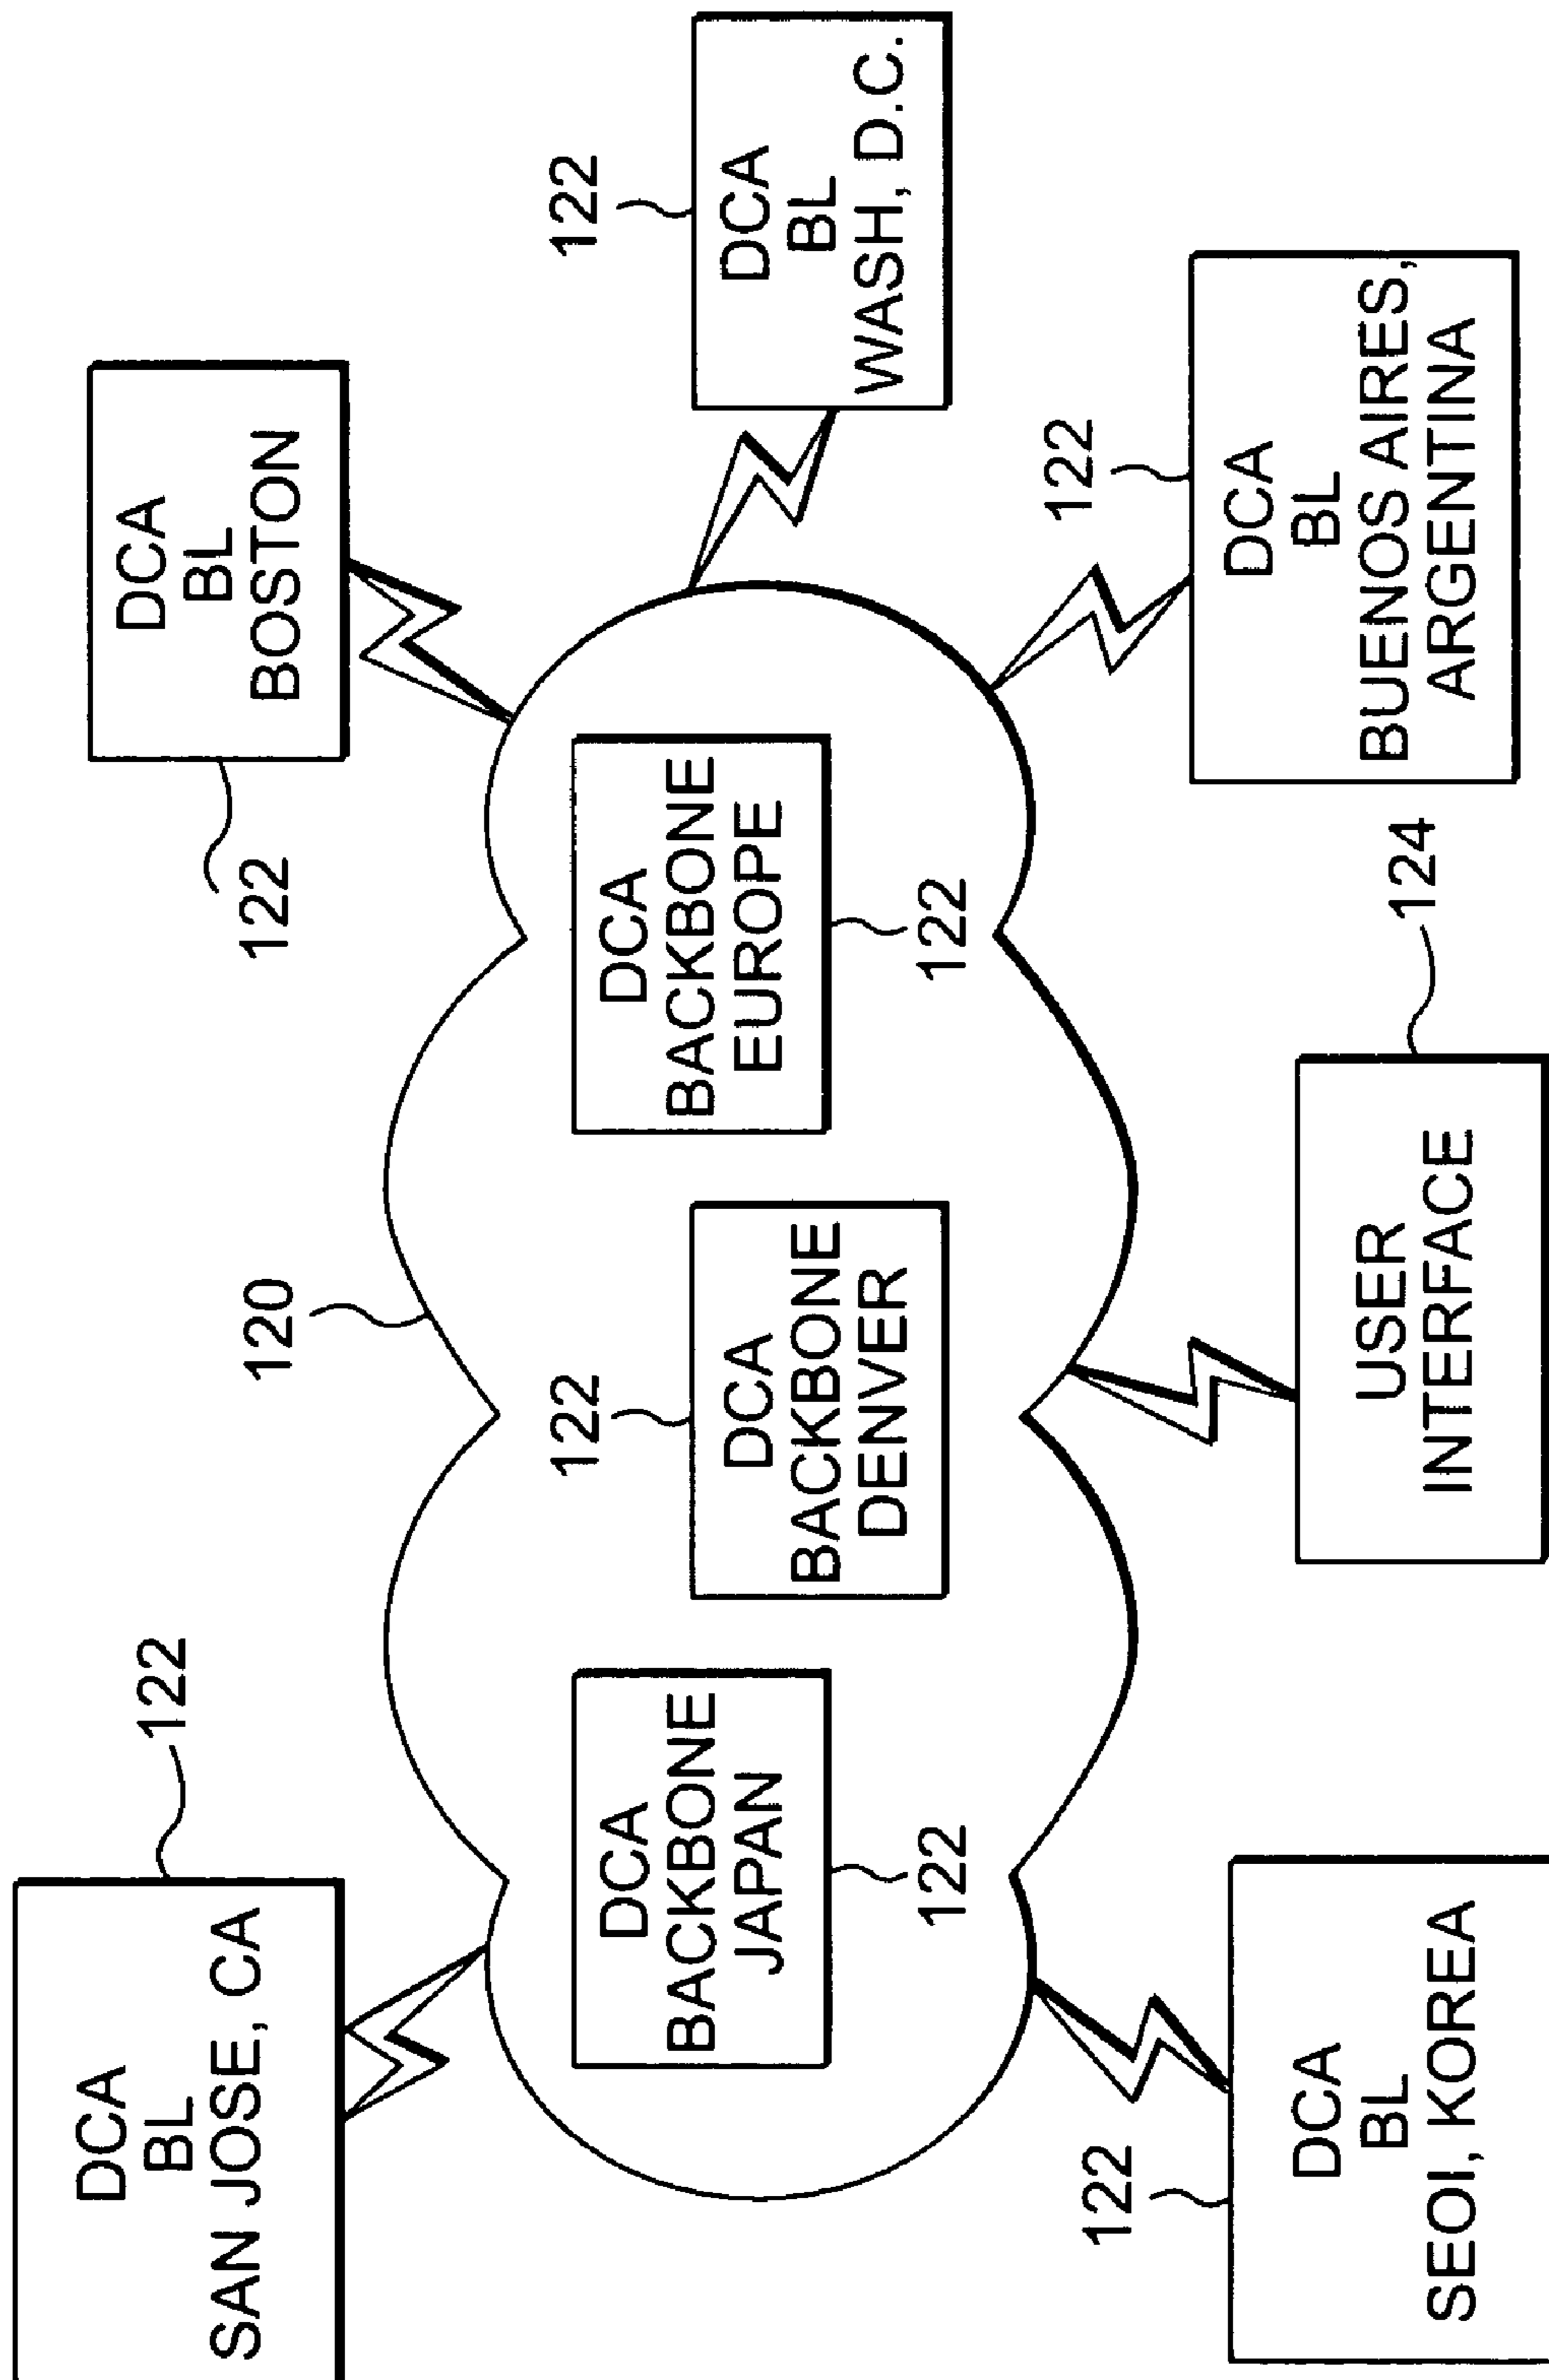 DCA
BL
SAN JOSE, CA
122
DCA
BL
BOSTON
122
120
122
DCA
BL
WASH, D.C.
DCA
BACKBONE
JAPAN
122
122
DCA
BACKBONE
DENVER
DCA
BACKBONE
EUROPE
122
122
DCA
BL
SEOI, KOREA
USER
INTERFACE
124
122
DCA
BL
BUENOS AIRES,
ARGENTINA